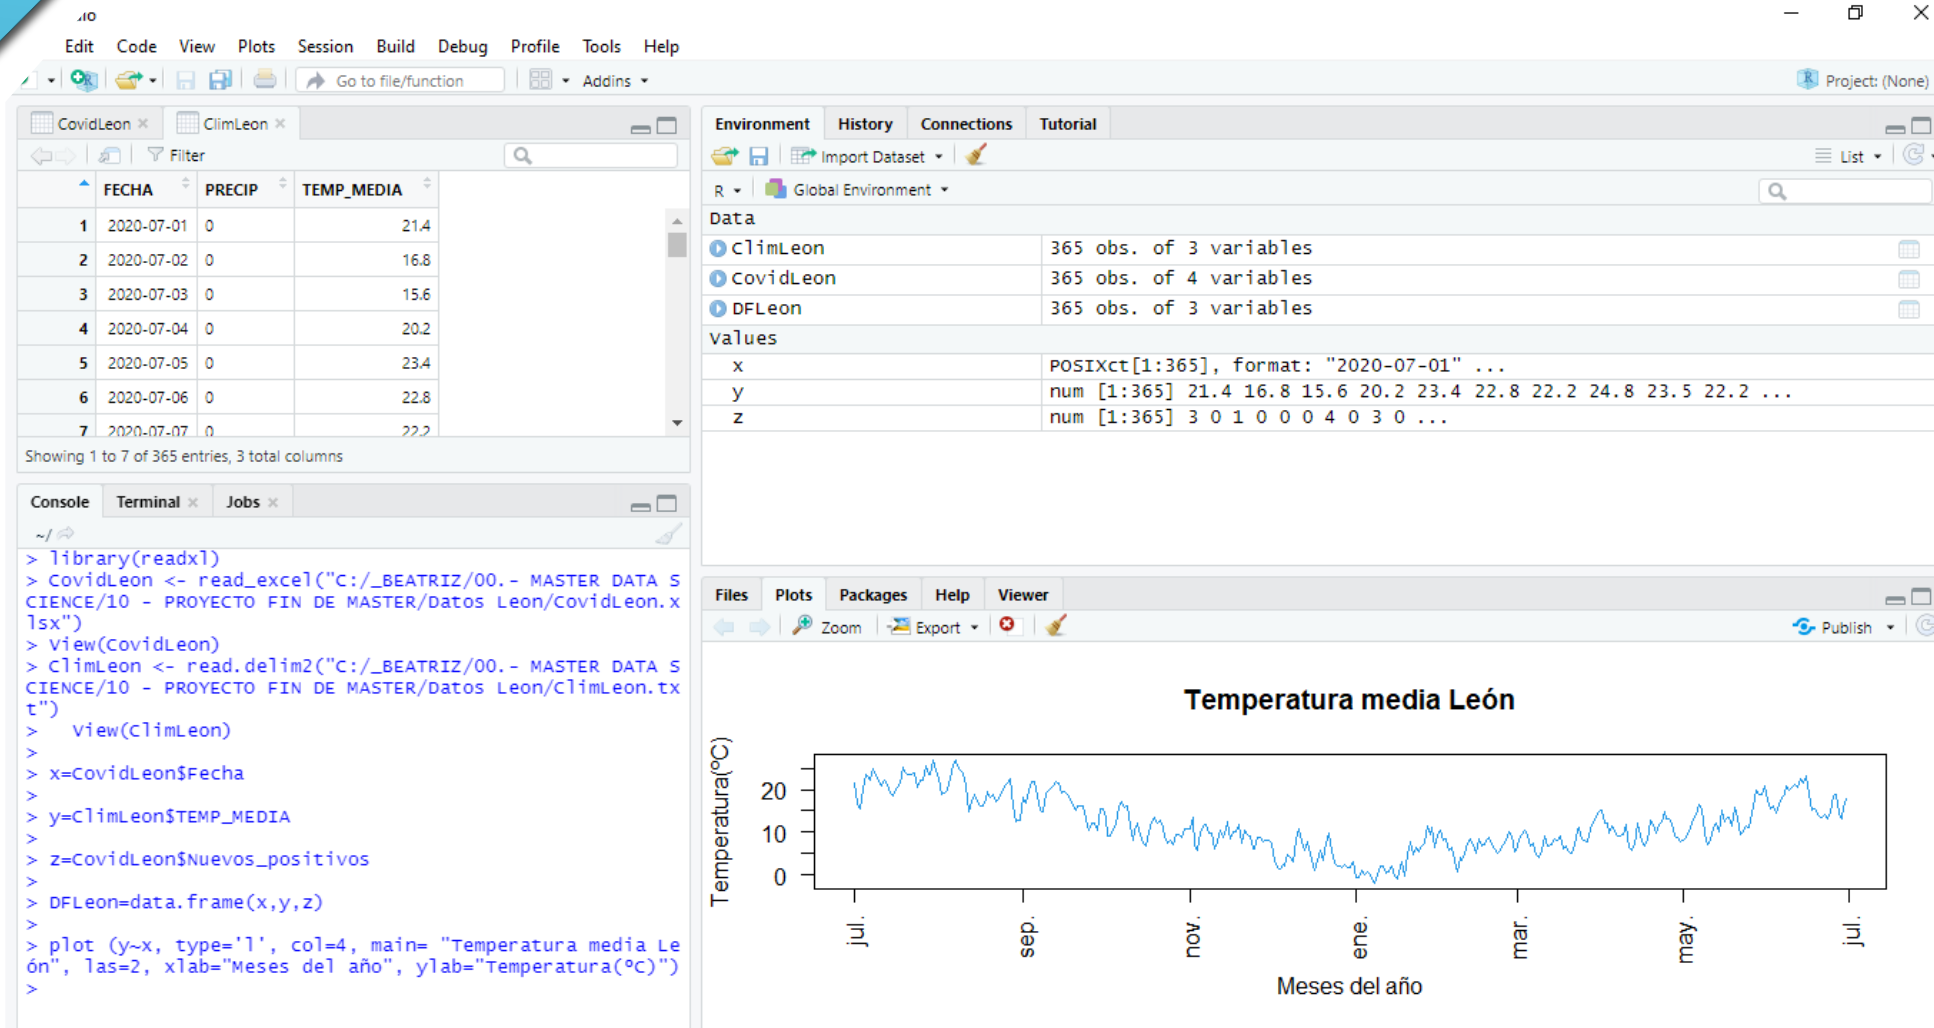 Edit Code View Plots Session Build Debug Profile Tools Help
Go to file/function Addins Project: (None)
CovidLeon ClimLeon
Filter
FECHA PRECIP TEMP_MEDIA
1 2020-07-01 0 21.4
2 2020-07-02 0 16.8
3 2020-07-03 0 15.6
4 2020-07-04 0 20.2
5 2020-07-05 0 23.4
6 2020-07-06 0 22.8
7 2020-07-07 0 22.2
Showing 1 to 7 of 365 entries, 3 total columns
Console Terminal Jobs
~/
> library(readxl)
> CovidLeon <- read_excel("C:/_BEATRIZ/00.- MASTER DATA S
CIENCE/10 - PROYECTO FIN DE MASTER/Datos Leon/CovidLeon.x
lsx")
> View(CovidLeon)
> ClimLeon <- read.delim2("C:/_BEATRIZ/00.- MASTER DATA S
CIENCE/10 - PROYECTO FIN DE MASTER/Datos Leon/ClimLeon.tx
t")
>   View(ClimLeon)
>
> x=CovidLeon$Fecha
>
> y=ClimLeon$TEMP_MEDIA
>
> z=CovidLeon$Nuevos_positivos
>
> DFLeon=data.frame(x,y,z)
>
> plot (y~x, type='l', col=4, main= "Temperatura media Le
ón", las=2, xlab="Meses del año", ylab="Temperatura(ºC)")
>
Environment History Connections Tutorial
Import Dataset List
R Global Environment
Data
ClimLeon 365 obs. of 3 variables
CovidLeon 365 obs. of 4 variables
DFLeon 365 obs. of 3 variables
Values
x POSIXct[1:365], format: "2020-07-01" ...
y num [1:365] 21.4 16.8 15.6 20.2 23.4 22.8 22.2 24.8 23.5 22.2 ...
z num [1:365] 3 0 1 0 0 0 4 0 3 0 ...
Files Plots Packages Help Viewer
Zoom Export Publish
Temperatura media León
Temperatura(ºC)
20
10
0
jul. sep. nov. ene. mar. may. jul.
Meses del año